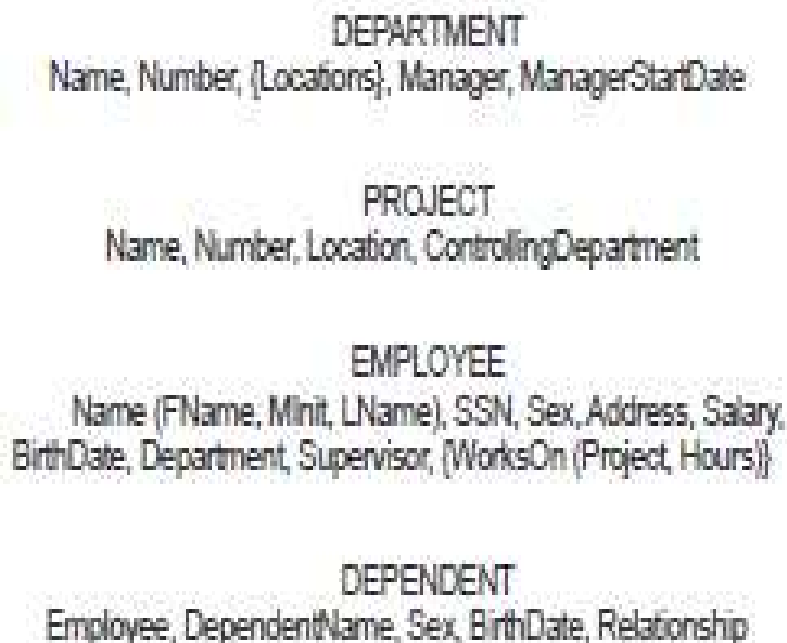 DEPARTMENT
Name, Number, {Locations}, Manager, ManagerStartDate
PROJECT
Name, Number, Location, ControllingDepartment
EMPLOYEE
Name (FName, MInit, LName), SSN, Sex, Address, Salary,
BirthDate, Department, Supervisor, {WorksOn (Project, Hours)}
DEPENDENT
Employee, DependentName, Sex, BirthDate, Relationship